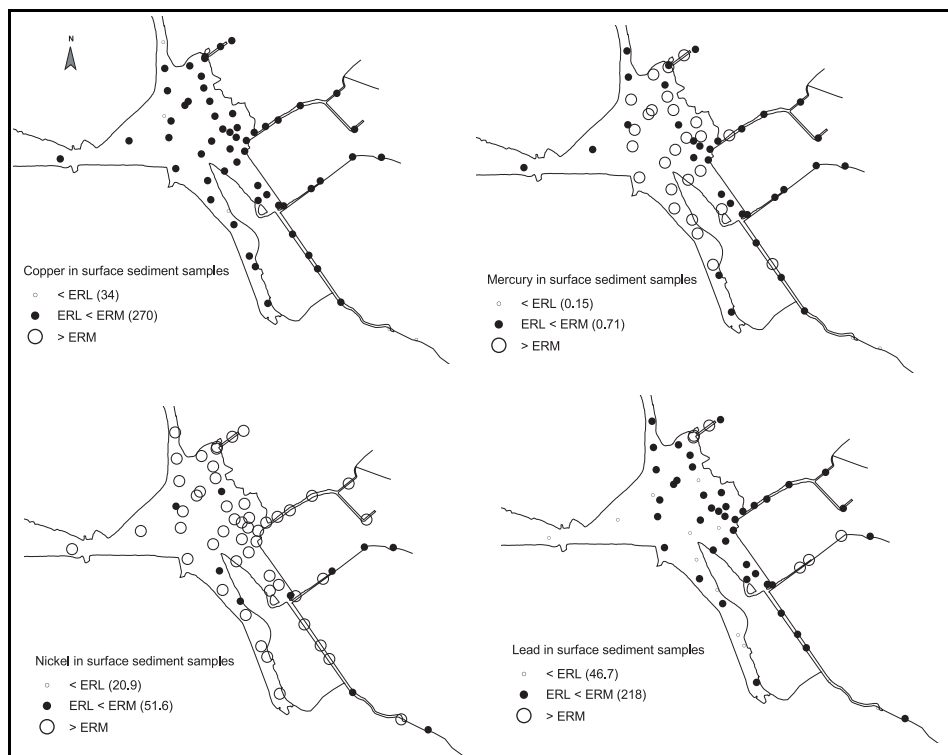 N
Copper in surface sediment samples
< ERL (34)
ERL < ERM (270)
> ERM
Mercury in surface sediment samples
< ERL (0.15)
ERL < ERM (0.71)
> ERM
Nickel in surface sediment samples
< ERL (20.9)
ERL < ERM (51.6)
> ERM
Lead in surface sediment samples
< ERL (46.7)
ERL < ERM (218)
> ERM